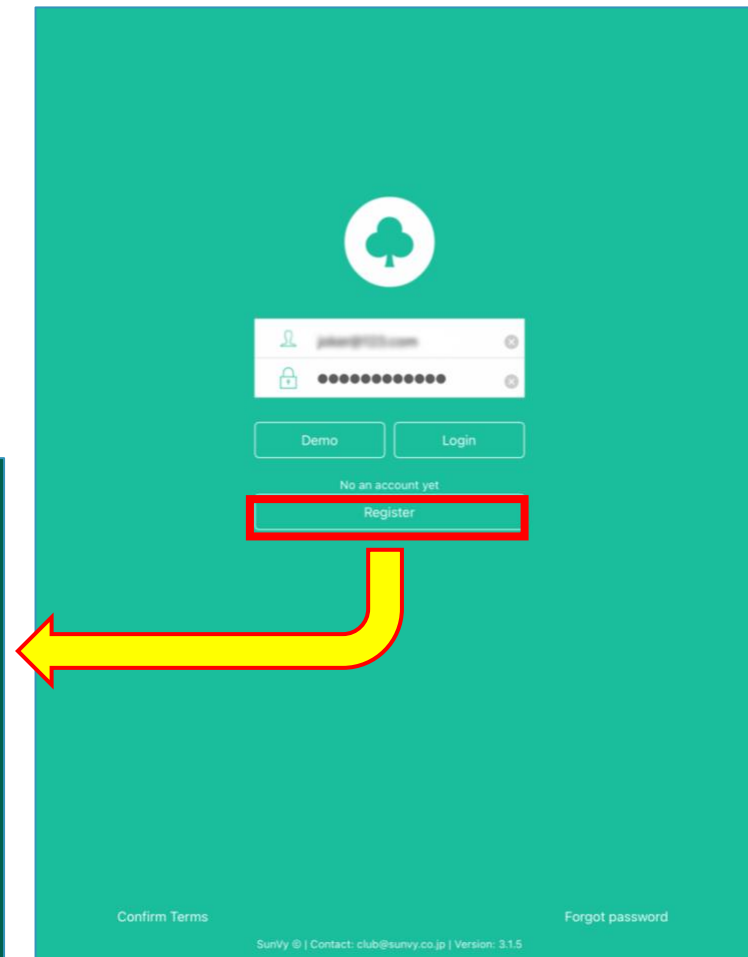 Demo
Login
No an account yet
Register
Confirm Terms
Forgot password
SunVy © | Contact: club@sunvy.co.jp | Version: 3.1.5